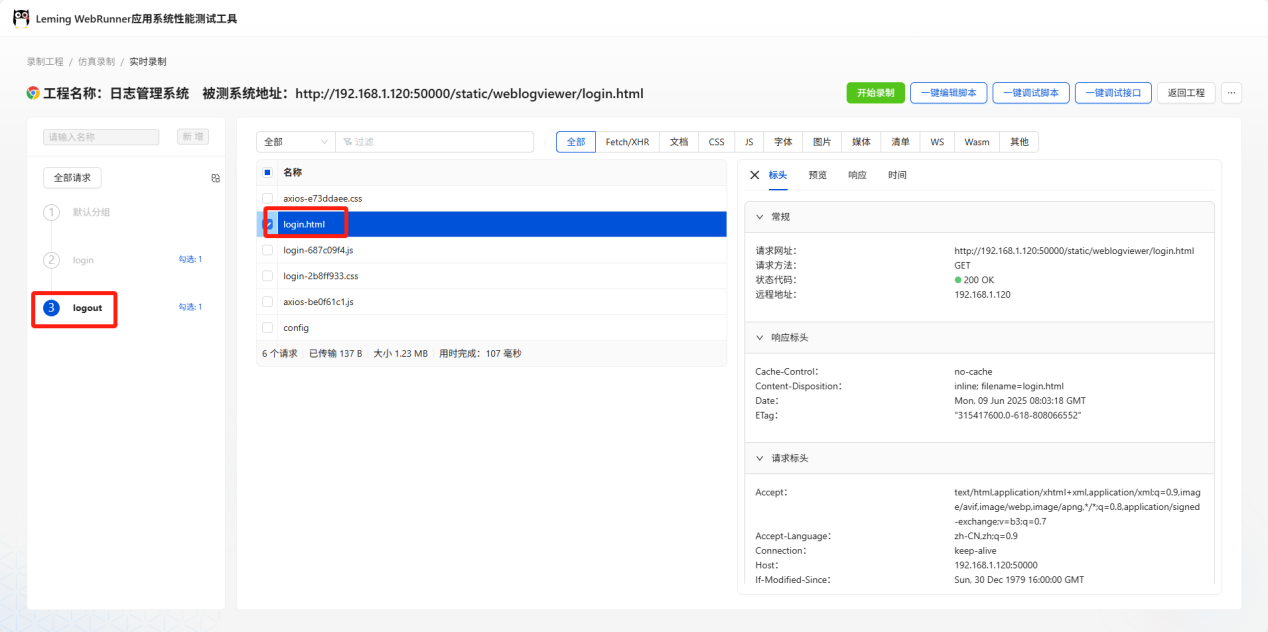 Leming WebRunner应用系统性能测试工具
录制工程 / 仿真录制 / 实时录制
工程名称：日志管理系统 被测系统地址：http://192.168.1.120:50000/static/weblogviewer/login.html
开始录制 一键编辑脚本 一键调试脚本 一键调试接口 返回工程 ···
请输入名称 新 增
全部请求
1 默认分组
2 login 勾选: 1
3 logout 勾选: 1
全部 过滤
全部 Fetch/XHR 文档 CSS JS 字体 图片 媒体 清单 WS Wasm 其他
名称
axios-e73ddaee.css
login.html
login-687c09f4.js
login-2b8ff933.css
axios-be0f61c1.js
config
6 个请求 已传输 137 B 大小 1.23 MB 用时完成：107 毫秒
标头 预览 响应 时间
常规
请求网址： http://192.168.1.120:50000/static/weblogviewer/login.html
请求方法： GET
状态代码： 200 OK
远程地址： 192.168.1.120
响应标头
Cache-Control： no-cache
Content-Disposition： inline; filename=login.html
Date： Mon, 09 Jun 2025 08:03:18 GMT
ETag： "315417600.0-618-808066552"
请求标头
Accept： text/html,application/xhtml+xml,application/xml;q=0.9,imag
e/avif,image/webp,image/apng,*/*;q=0.8,application/signed
-exchange;v=b3;q=0.7
Accept-Language： zh-CN,zh;q=0.9
Connection： keep-alive
Host： 192.168.1.120:50000
If-Modified-Since： Sun, 30 Dec 1979 16:00:00 GMT